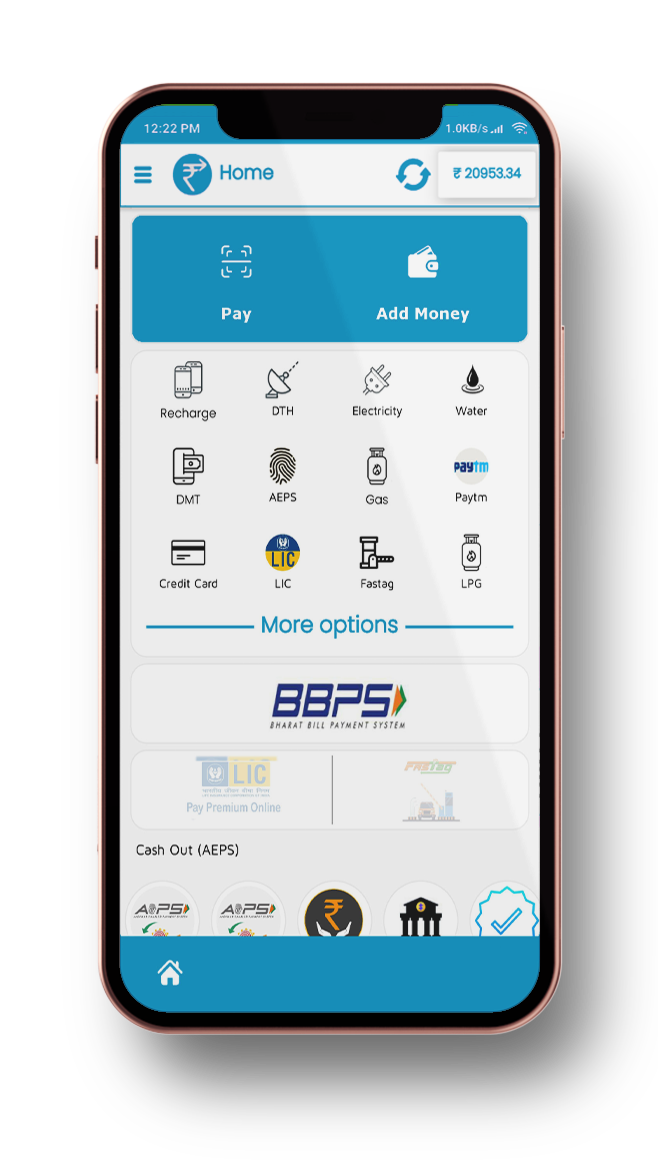 12:22 PM
1.0KB/s
Home
₹ 20953.34
Pay
Add Money
Recharge
DTH
Electricity
Water
DMT
AEPS
Gas
Paytm
Paytm
Credit Card
LIC
LIC
Fastag
LPG
More options
BBPS
BHARAT BILL PAYMENT SYSTEM
LIC
Pay Premium Online
FASTag
Cash Out (AEPS)
AePS
AePS